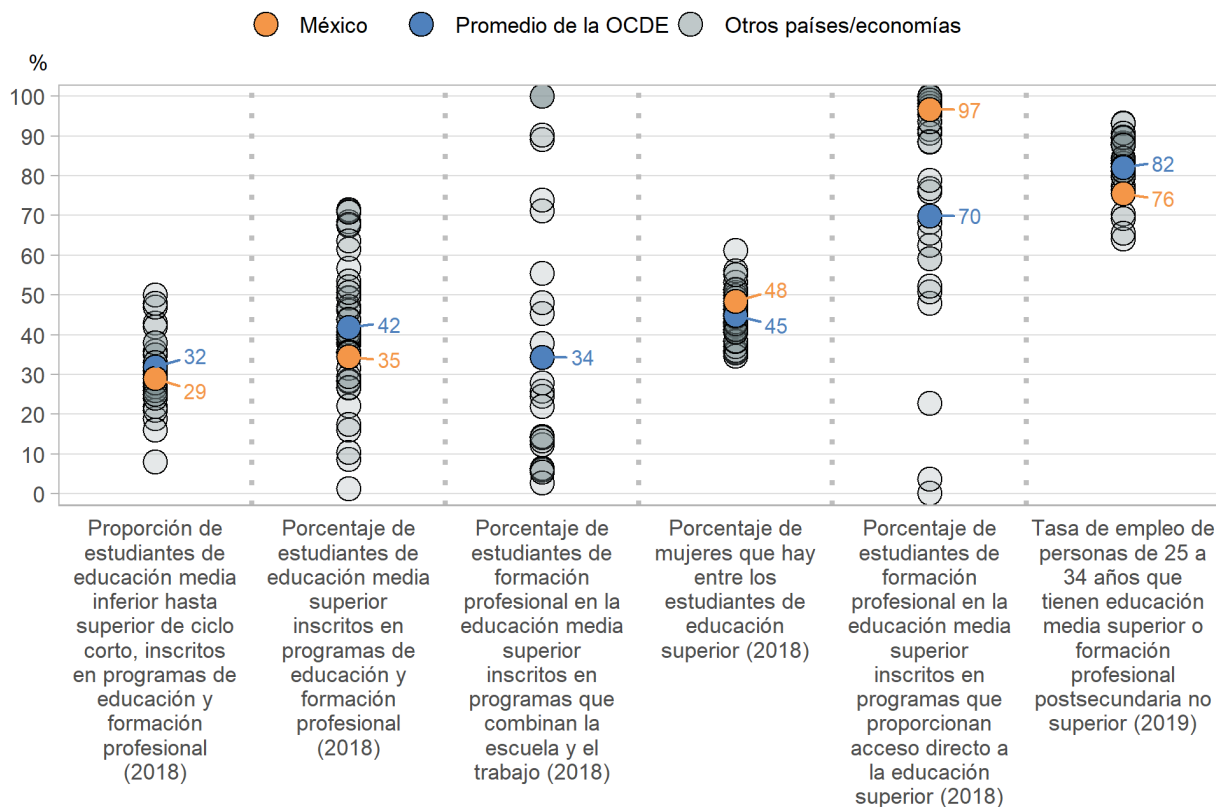 México
Promedio de la OCDE
Otros países/economías
%
100
90
80
70
60
50
40
30
20
10
0
32
29
42
35
34
48
45
97
70
82
76
Proporción de
estudiantes de
educación media
inferior hasta
superior de ciclo
corto, inscritos
en programas de
educación y
formación
profesional
(2018)
Porcentaje de
estudiantes de
educación media
superior
inscritos en
programas de
educación y
formación
profesional
(2018)
Porcentaje de
estudiantes de
formación
profesional en la
educación media
superior
inscritos en
programas que
combinan la
escuela y el
trabajo (2018)
Porcentaje de
mujeres que hay
entre los
estudiantes de
educación
superior (2018)
Porcentaje de
estudiantes de
formación
profesional en la
educación media
superior
inscritos en
programas que
proporcionan
acceso directo a
la educación
superior (2018)
Tasa de empleo de
personas de 25 a
34 años que
tienen educación
media superior o
formación
profesional
postsecundaria no
superior (2019)